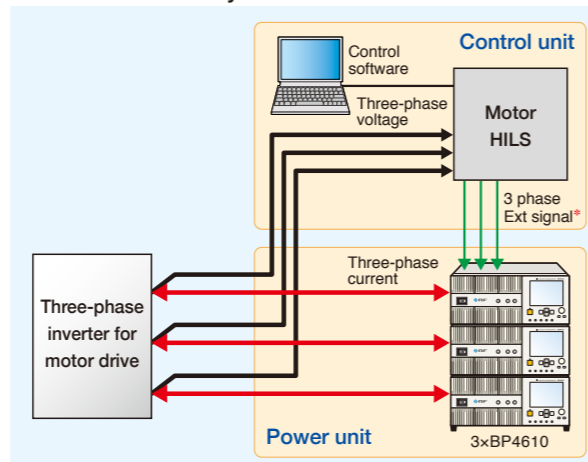 Control unit
Control
software
Three-phase
voltage
Motor
HILS
3 phase
Ext signal*
Three-phase
current
Three-phase
inverter for
motor drive
Power unit
3×BP4610